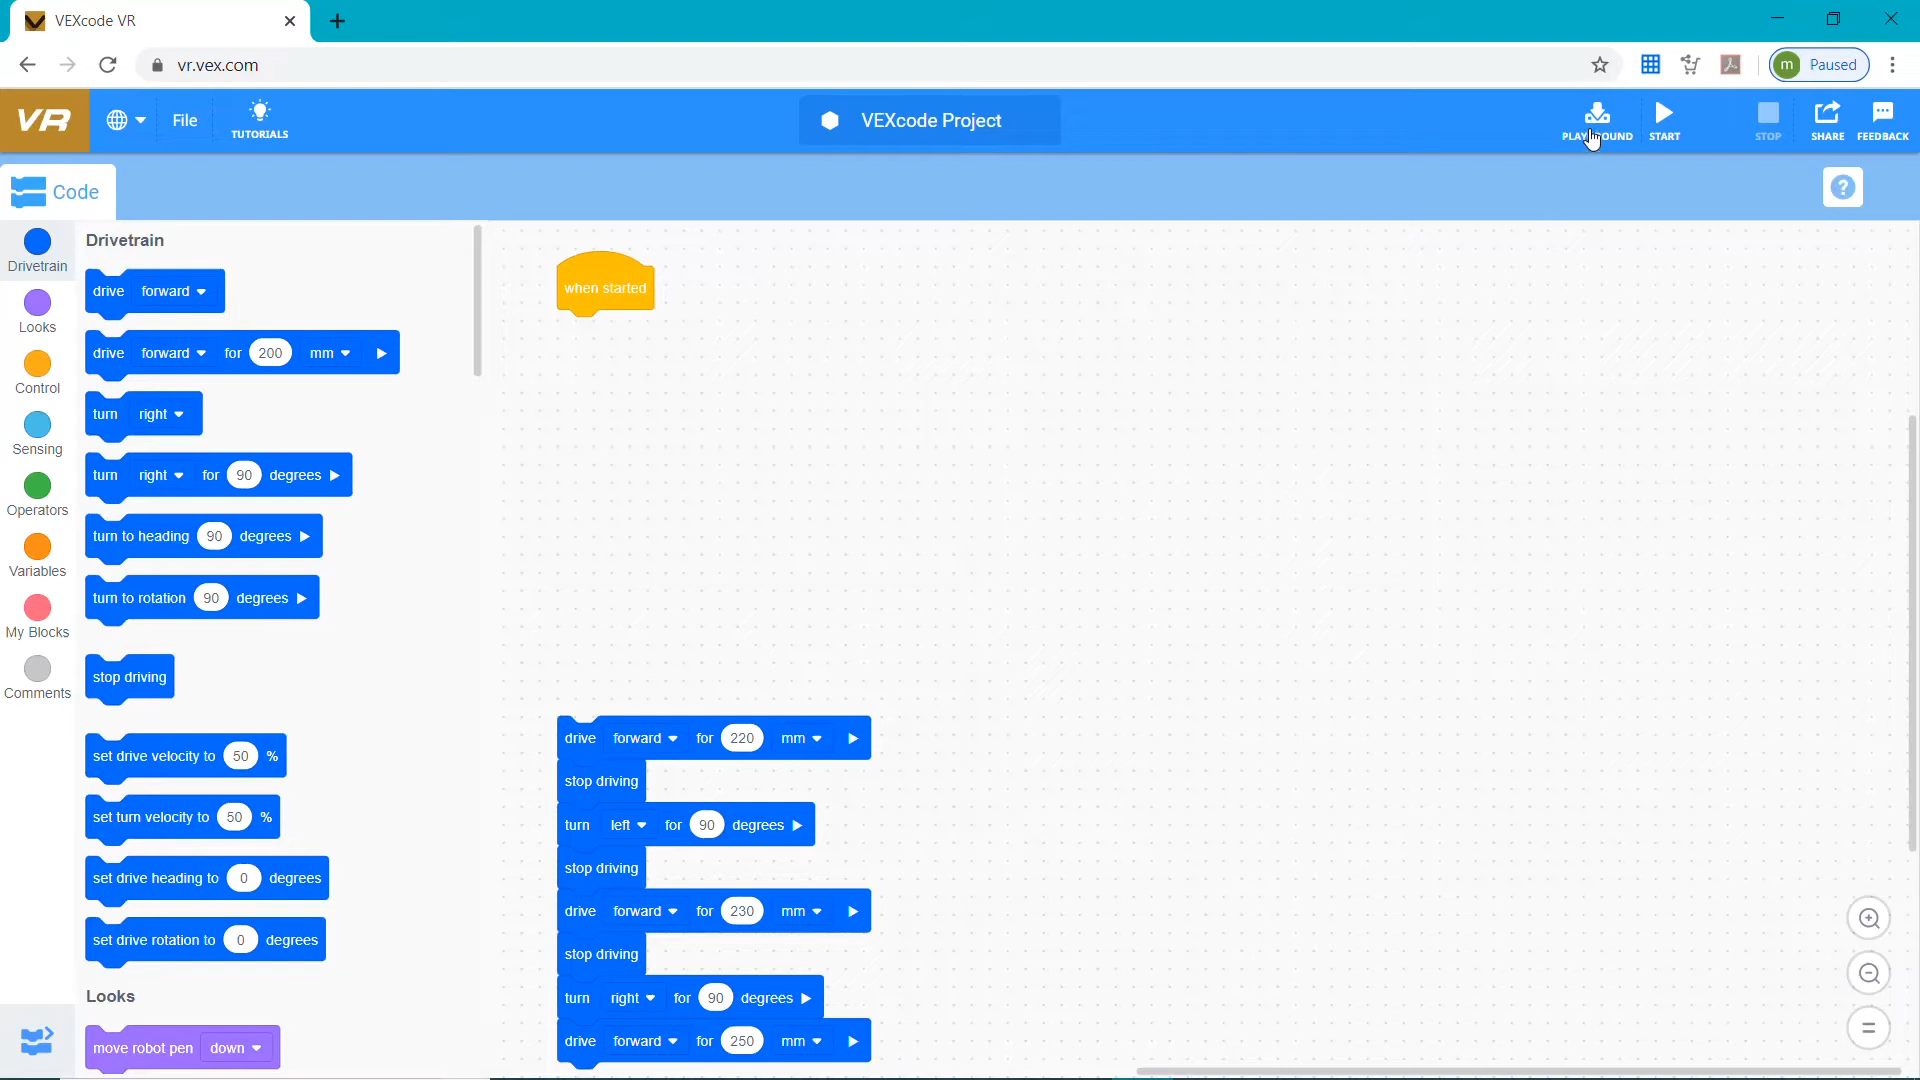 VEXcode VR
vr.vex.com
m Paused
VR
File
TUTORIALS
VEXcode Project
START
STOP
SHARE
FEEDBACK
Code
?
Drivetrain
Looks
Control
Sensing
Operators
Variables
My Blocks
Comments
Drivetrain
drive forward
drive forward for 200 mm
turn right
turn right for 90 degrees
turn to heading 90 degrees
turn to rotation 90 degrees
stop driving
set drive velocity to 50 %
set turn velocity to 50 %
set drive heading to 0 degrees
set drive rotation to 0 degrees
Looks
move robot pen down
when started
drive forward for 220 mm
stop driving
turn left for 90 degrees
stop driving
drive forward for 230 mm
stop driving
turn right for 90 degrees
drive forward for 250 mm